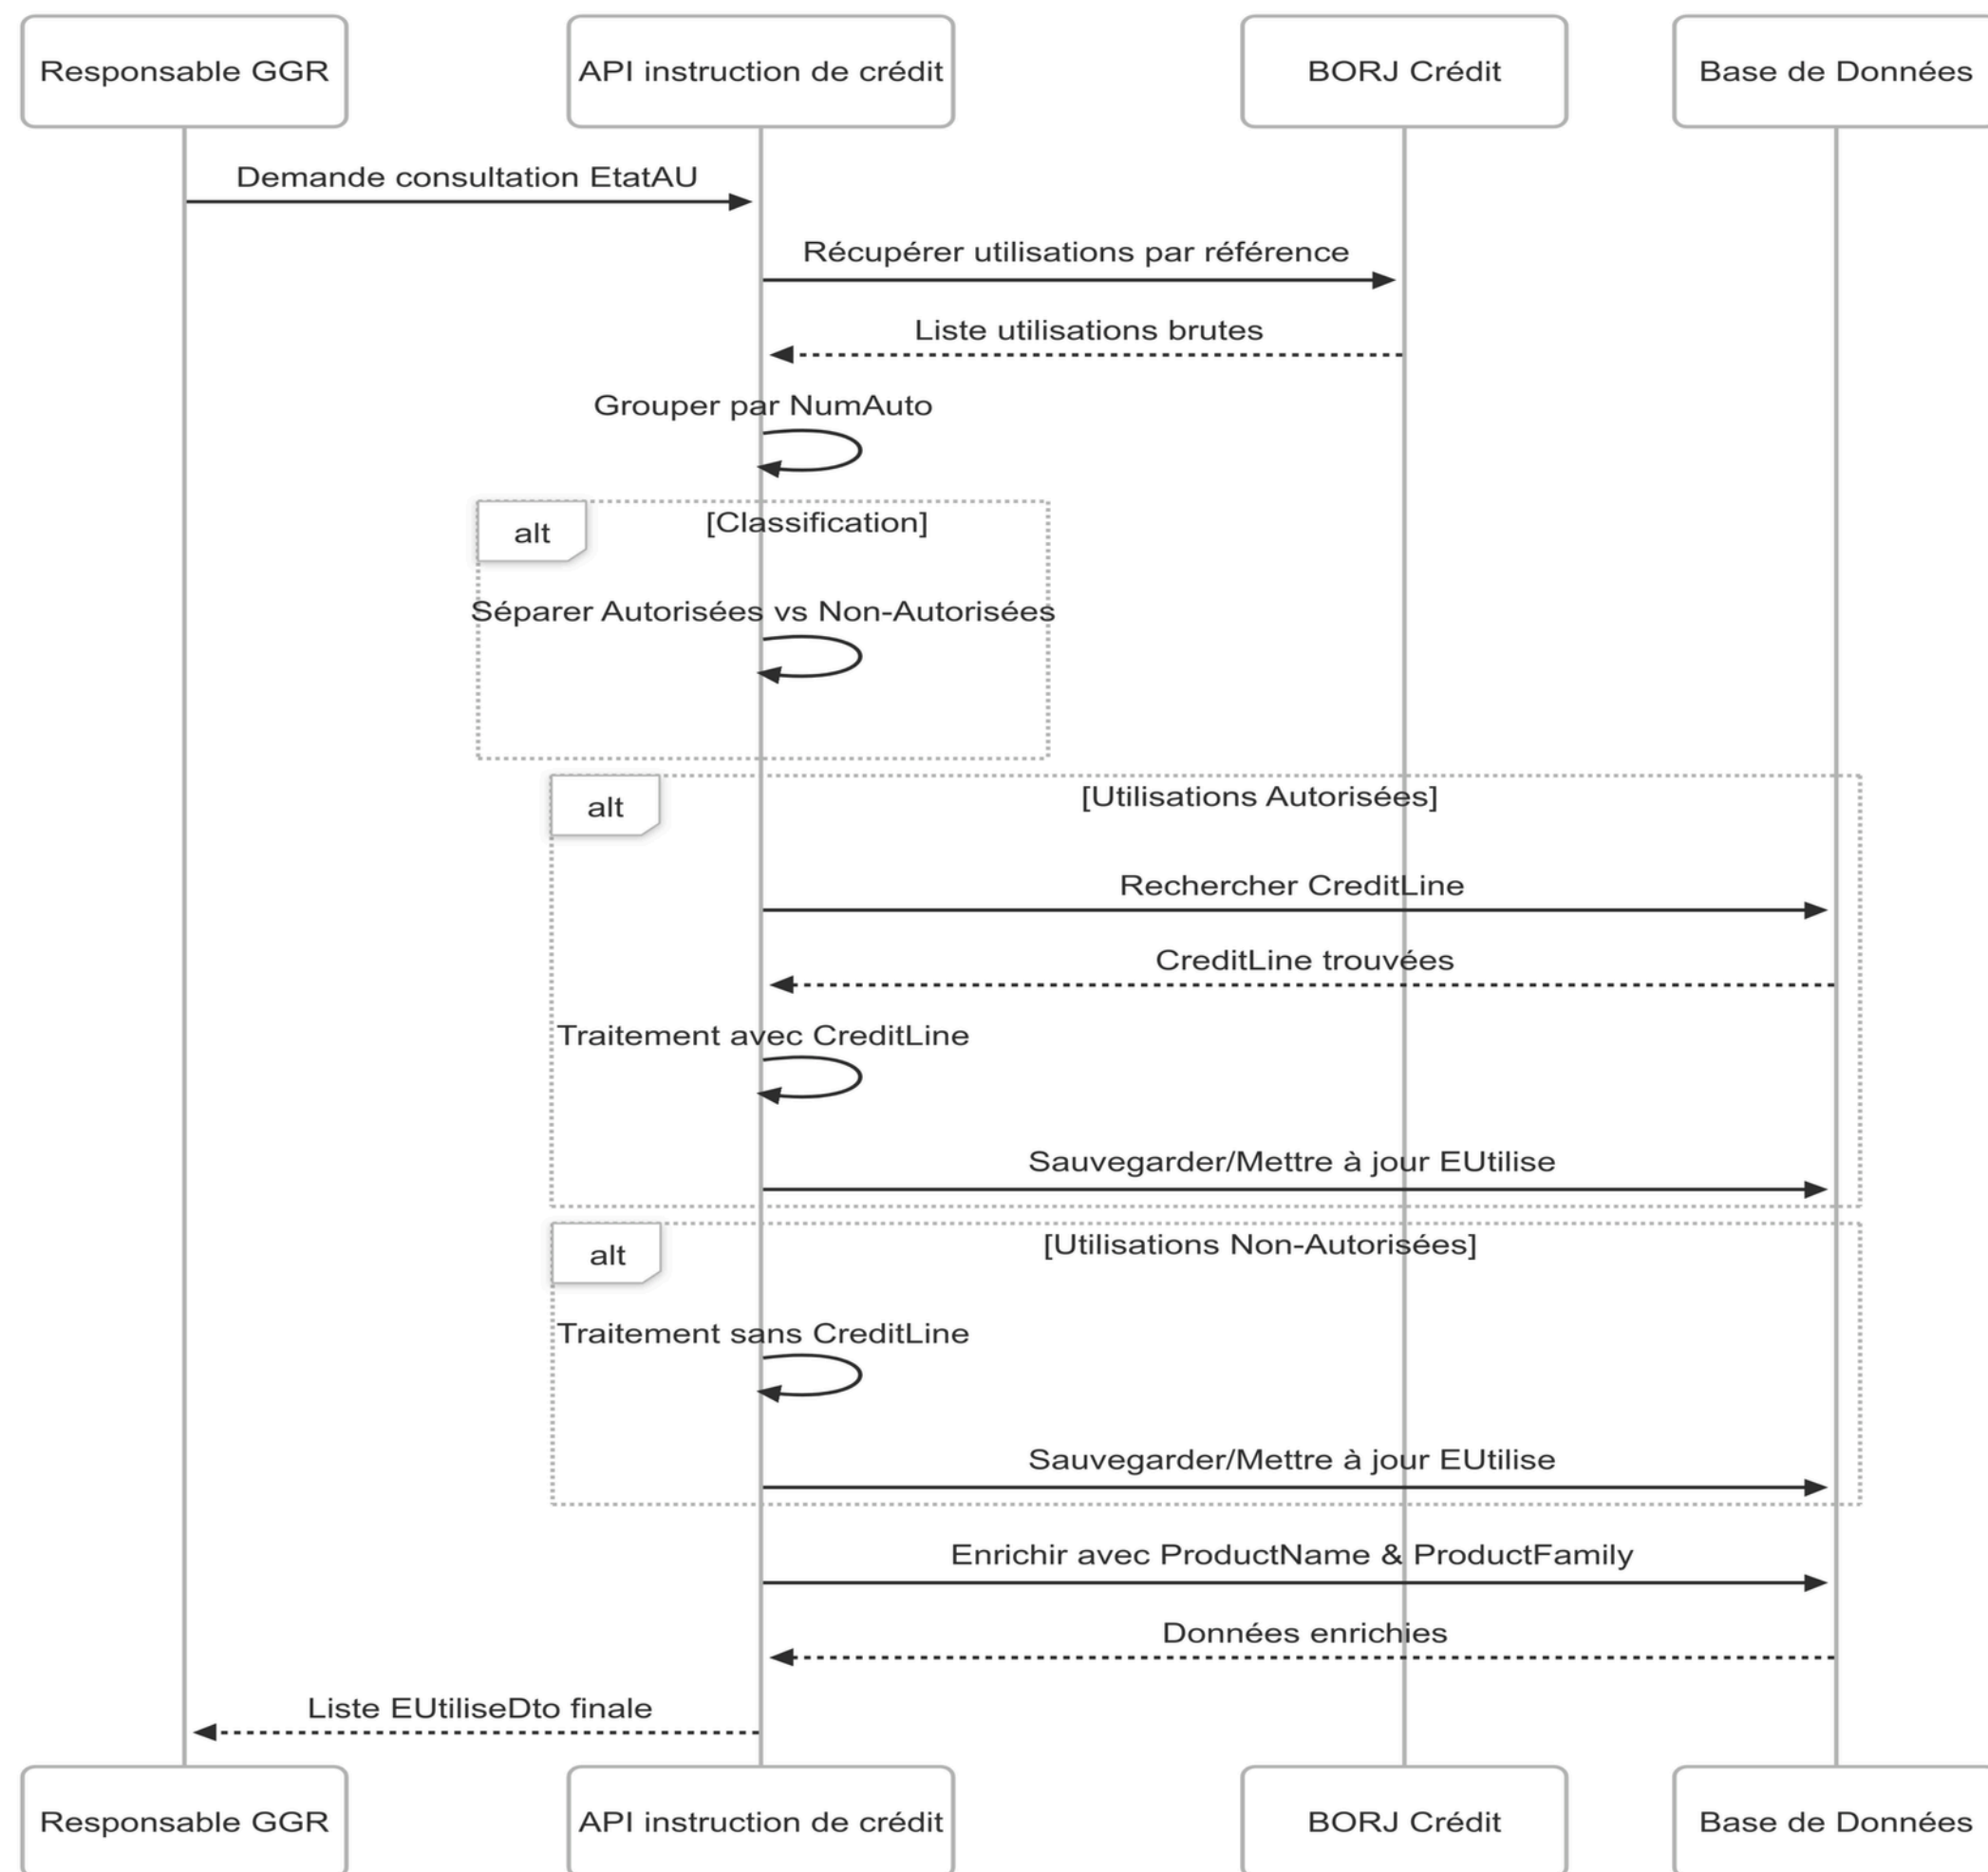 Responsable GGR
API instruction de crédit
BORJ Crédit
Base de Données
Demande consultation EtatAU
Récupérer utilisations par référence
Liste utilisations brutes
Grouper par NumAuto
alt
[Classification]
Séparer Autorisées vs Non-Autorisées
alt
[Utilisations Autorisées]
Rechercher CreditLine
CreditLine trouvées
Traitement avec CreditLine
Sauvegarder/Mettre à jour EUtilise
alt
[Utilisations Non-Autorisées]
Traitement sans CreditLine
Sauvegarder/Mettre à jour EUtilise
Enrichir avec ProductName & ProductFamily
Données enrichies
Liste EUtiliseDto finale
Responsable GGR
API instruction de crédit
BORJ Crédit
Base de Données